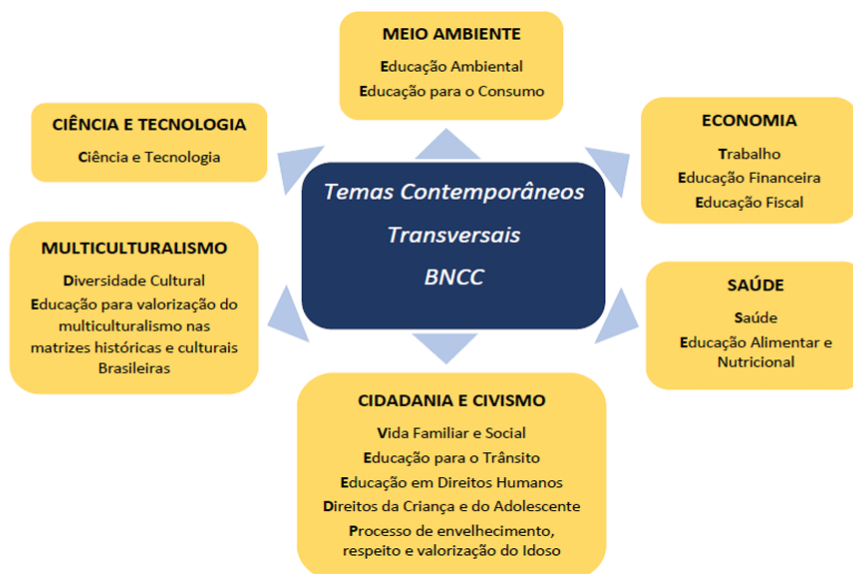 MEIO AMBIENTE
Educação Ambiental
Educação para o Consumo
CIÊNCIA E TECNOLOGIA
Ciência e Tecnologia
ECONOMIA
Trabalho
Educação Financeira
Educação Fiscal
Temas Contemporâneos
Transversais
BNCC
MULTICULTURALISMO
Diversidade Cultural
Educação para valorização do
multiculturalismo nas
matrizes históricas e culturais
Brasileiras
SAÚDE
Saúde
Educação Alimentar e
Nutricional
CIDADANIA E CIVISMO
Vida Familiar e Social
Educação para o Trânsito
Educação em Direitos Humanos
Direitos da Criança e do Adolescente
Processo de envelhecimento,
respeito e valorização do Idoso